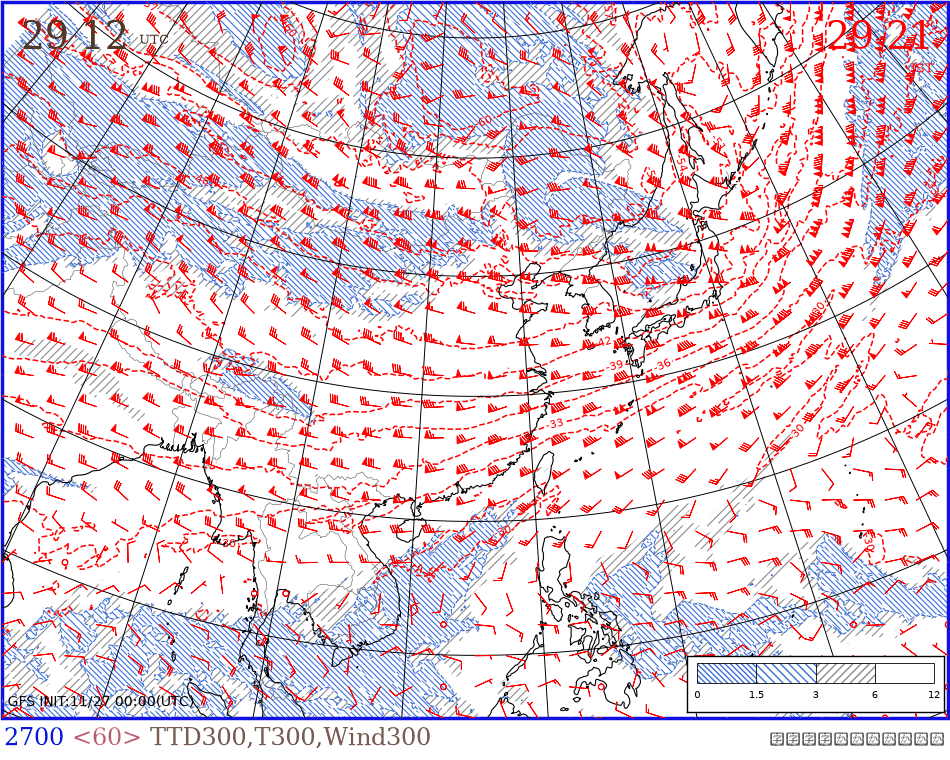 29.12 UTC
29.21 JST
-60
-42
-39
-36
-33
-30
-30
GFS INIT:11/27 00:00(UTC)
0 1.5 3 6 12
2700 <60> TTD300,T300,Wind300